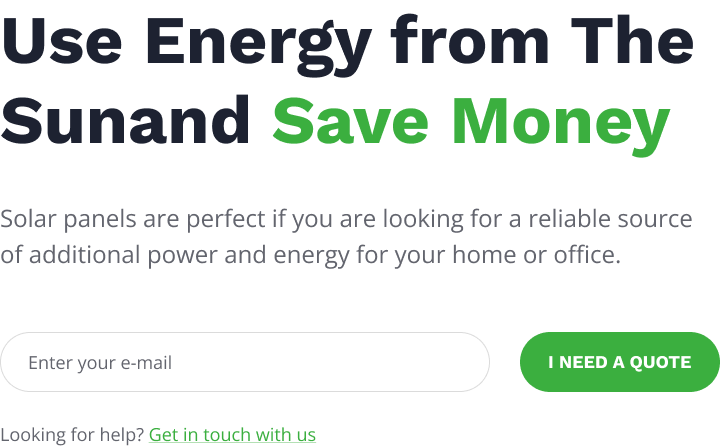 Use Energy from The
Sunand Save Money
Solar panels are perfect if you are looking for a reliable source
of additional power and energy for your home or office.
Enter your e-mail
I NEED A QUOTE
Looking for help? Get in touch with us